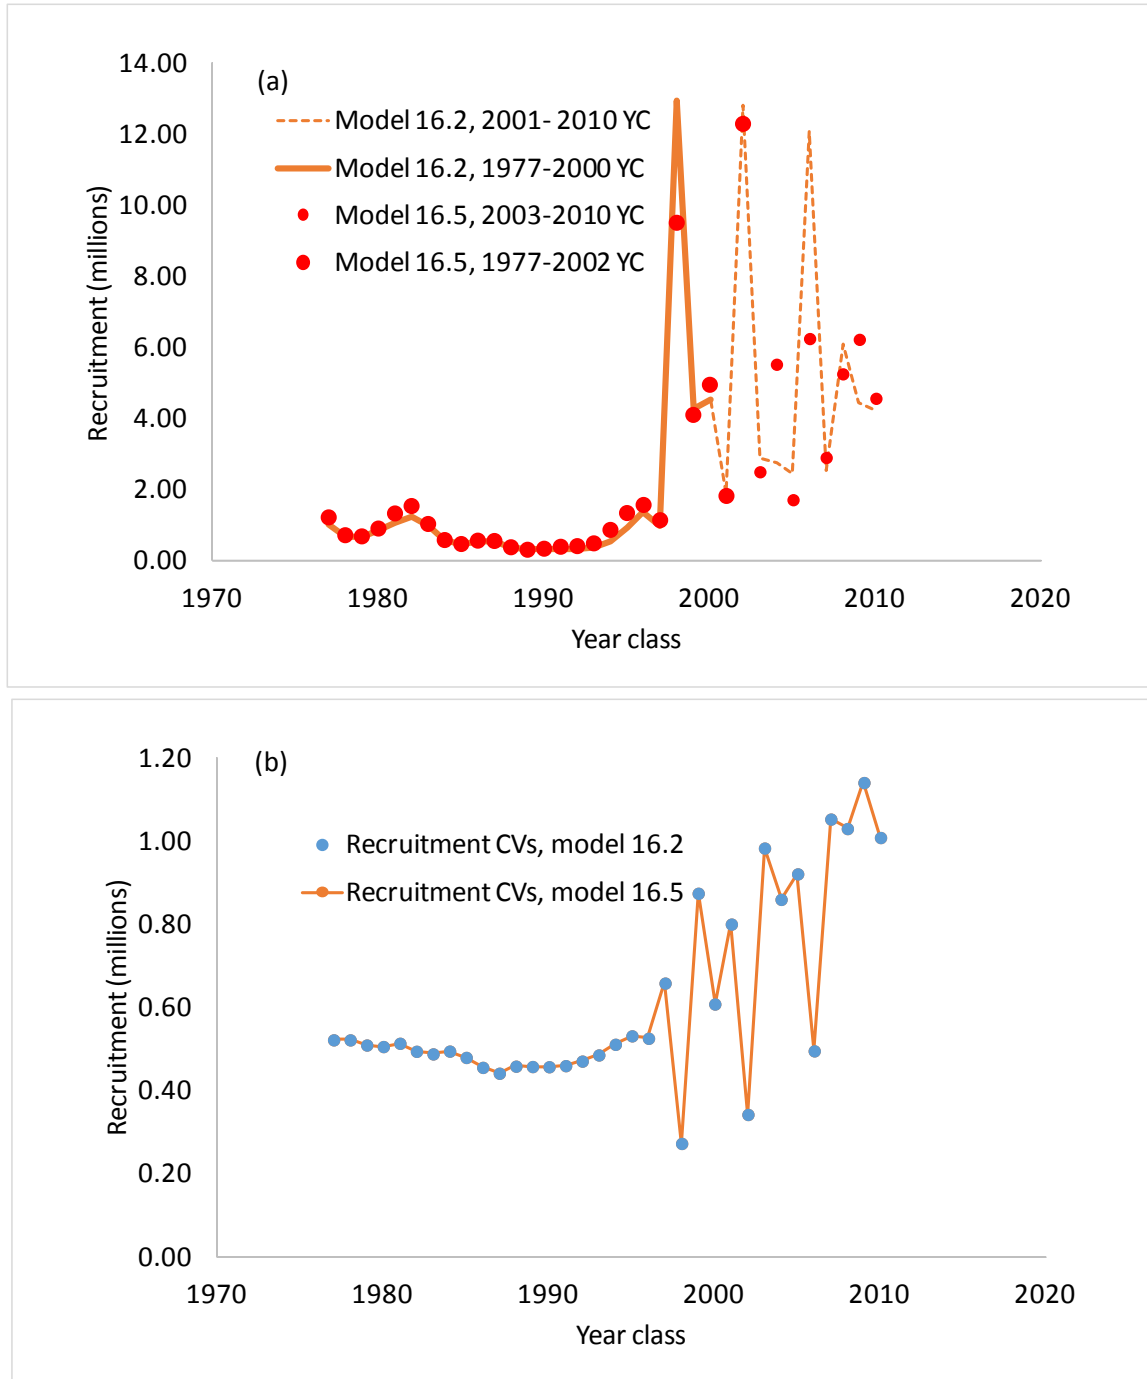 (a)
14.00
12.00
10.00
8.00
6.00
4.00
2.00
0.00
Recruitment (millions)
Model 16.2, 2001- 2010 YC
Model 16.2, 1977-2000 YC
Model 16.5, 2003-2010 YC
Model 16.5, 1977-2002 YC
1970 1980 1990 2000 2010 2020
Year class
(b)
1.20
1.00
0.80
0.60
0.40
0.20
0.00
Recruitment (millions)
Recruitment CVs, model 16.2
Recruitment CVs, model 16.5
1970 1980 1990 2000 2010 2020
Year class